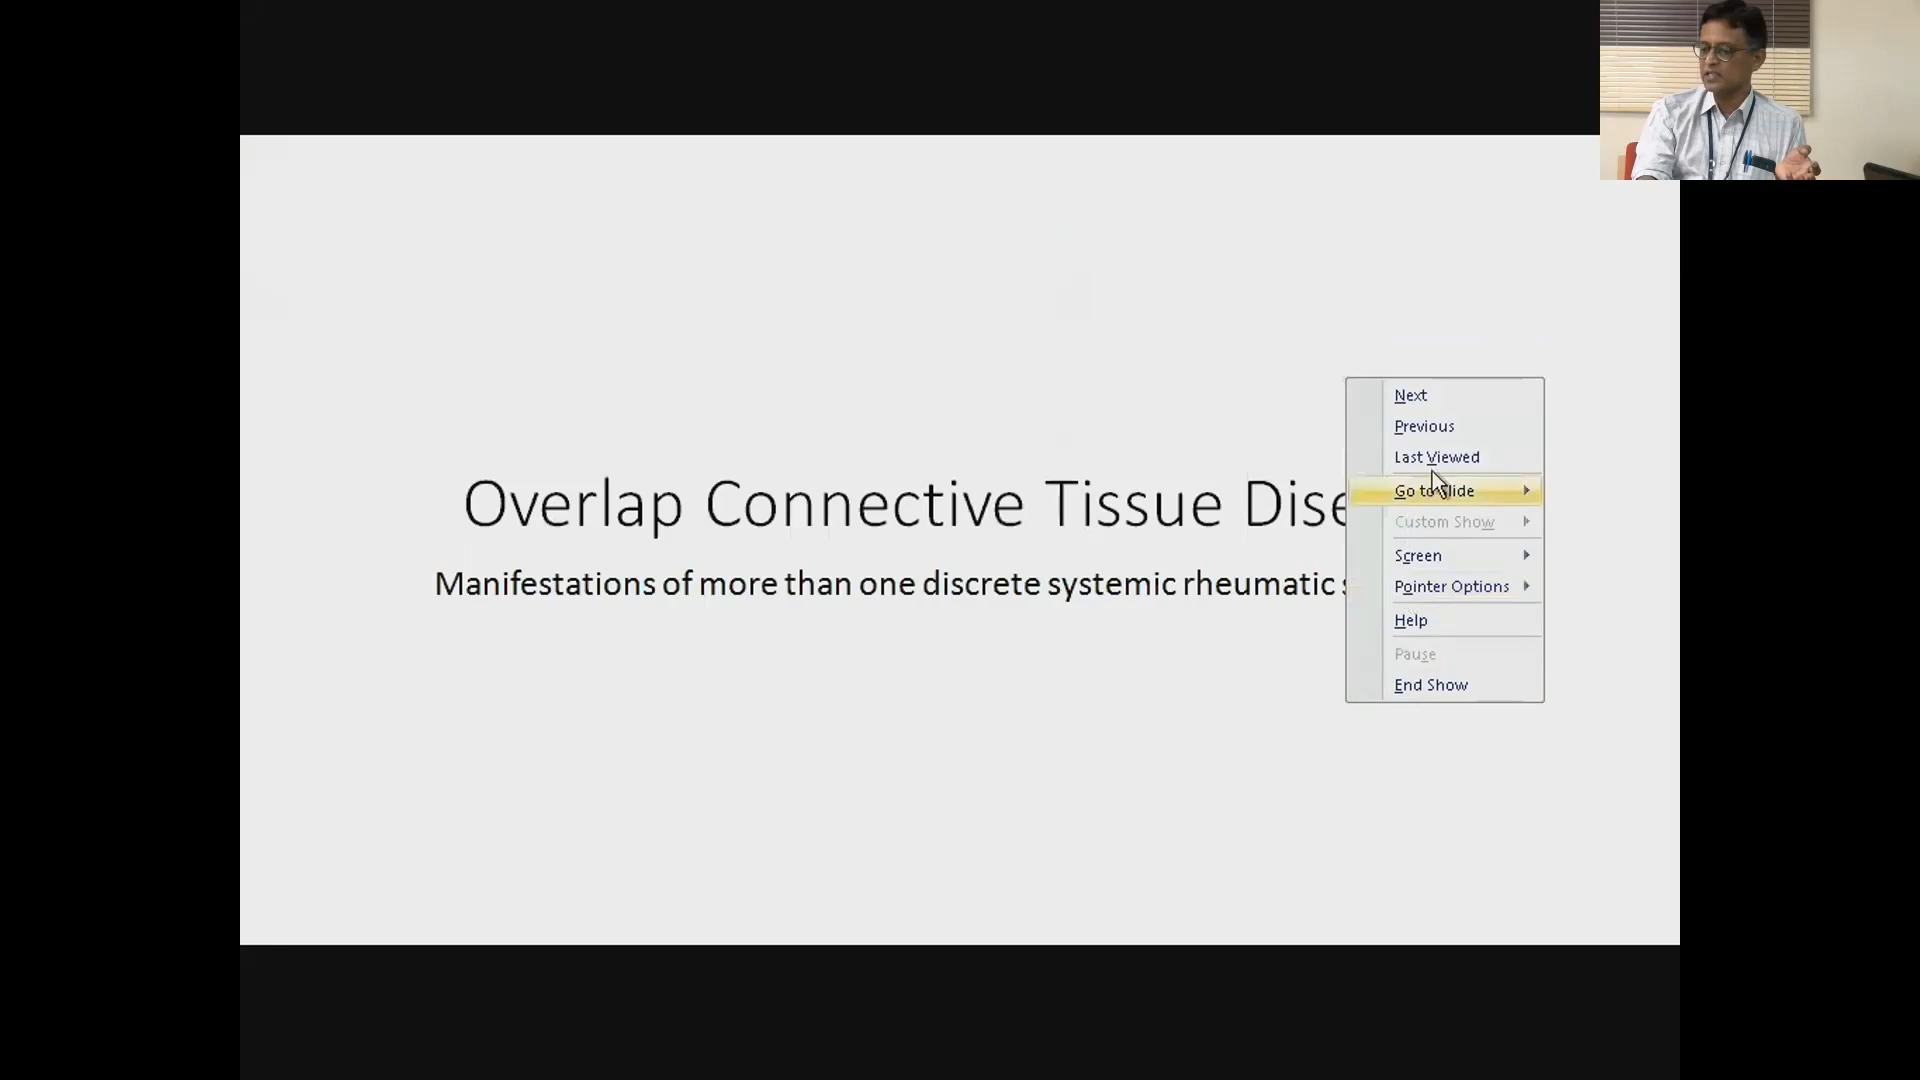 Overlap Connective Tissue Dise
Manifestations of more than one discrete systemic rheumatic
Next
Previous
Last Viewed
Go to Slide
Custom Show
Screen
Pointer Options
Help
Pause
End Show